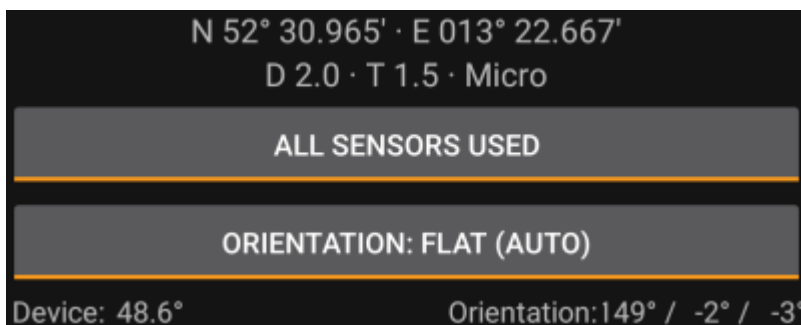 N 52° 30.965' · E 013° 22.667'
D 2.0 · T 1.5 · Micro
ALL SENSORS USED
ORIENTATION: FLAT (AUTO)
Device: 48.6° Orientation:149° / -2° / -3°